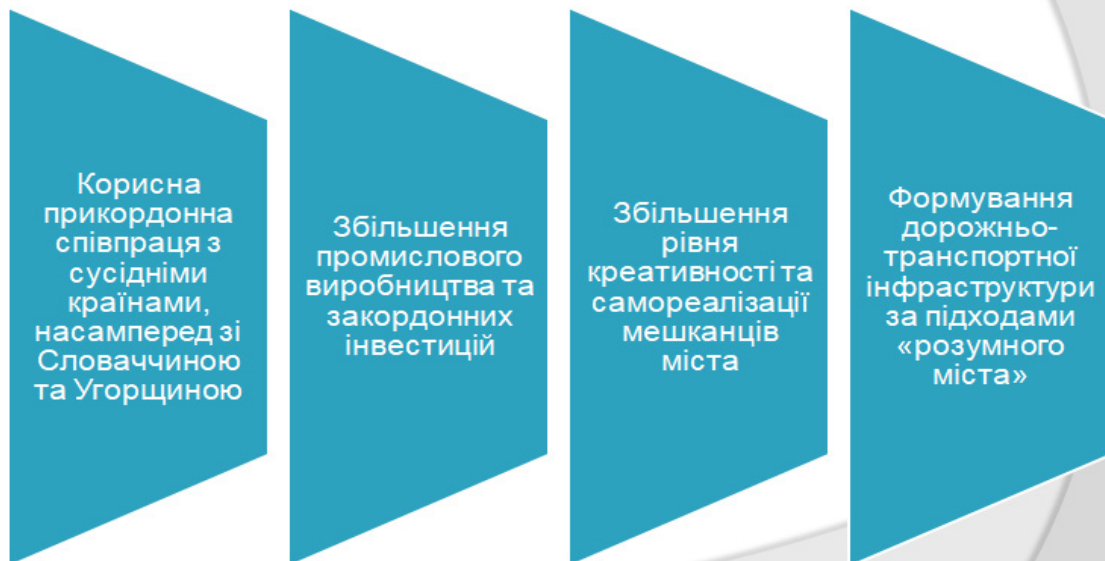 Корисна
прикордонна
співпраця з
сусідніми
країнами,
насамперед зі
Словаччиною
та Угорщиною
Збільшення
промислового
виробництва та
закордонних
інвестицій
Збільшення
рівня
креативності та
самореалізації
мешканців
міста
Формування
дорожньо-
транспортної
інфраструктури
за підходами
«розумного
міста»